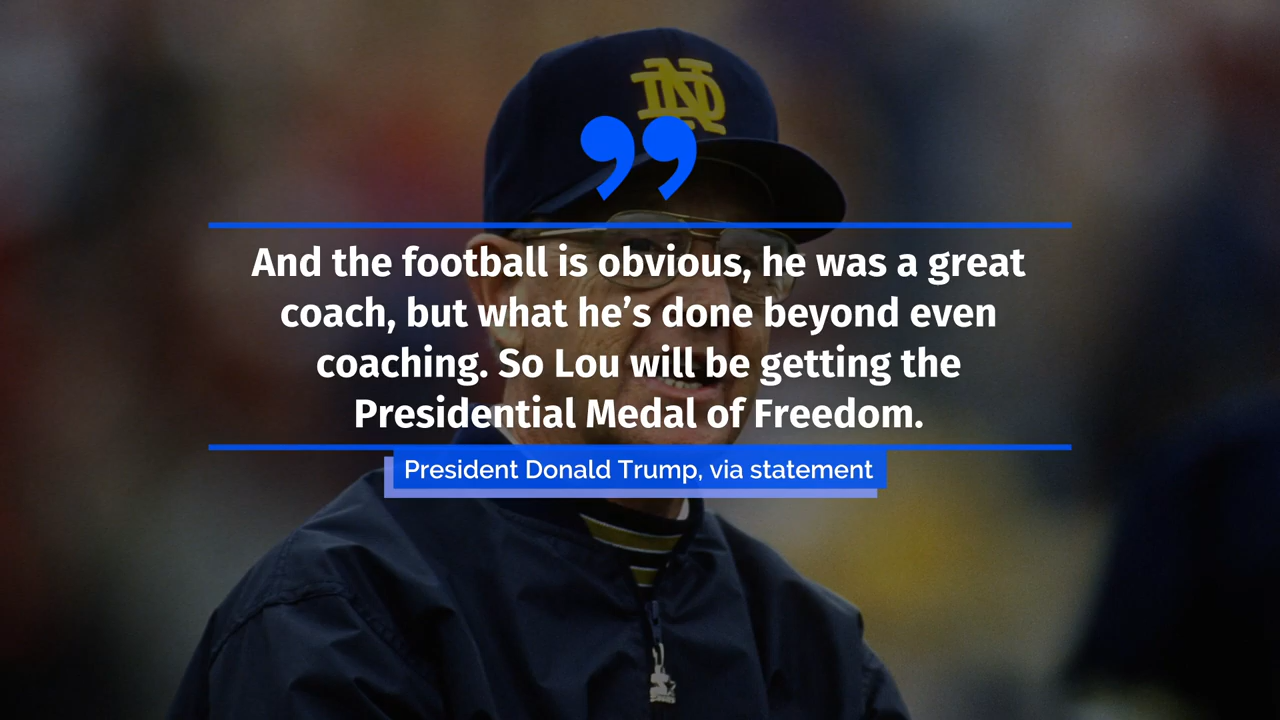 ND
”
And the football is obvious, he was a great
coach, but what he’s done beyond even
coaching. So Lou will be getting the
Presidential Medal of Freedom.
President Donald Trump, via statement